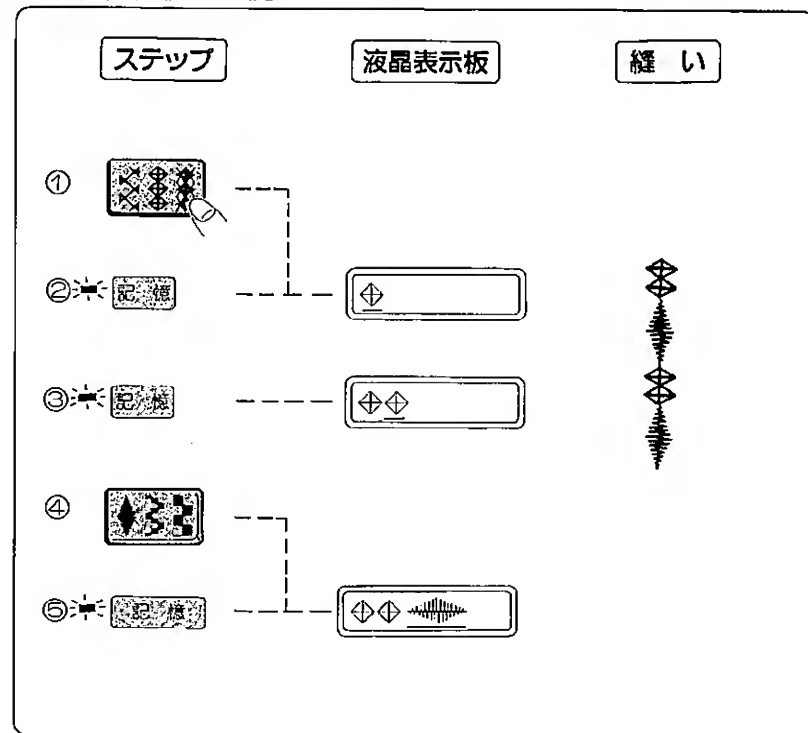 ステップ 液晶表示板 縫 い
①
② 記 憶
③ 記 憶
④
⑤ 記 憶